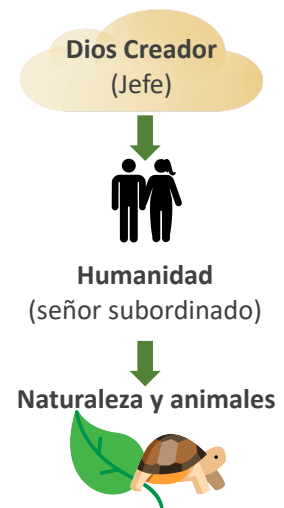 Dios Creador
(Jefe)
Humanidad
(señor subordinado)
Naturaleza y animales